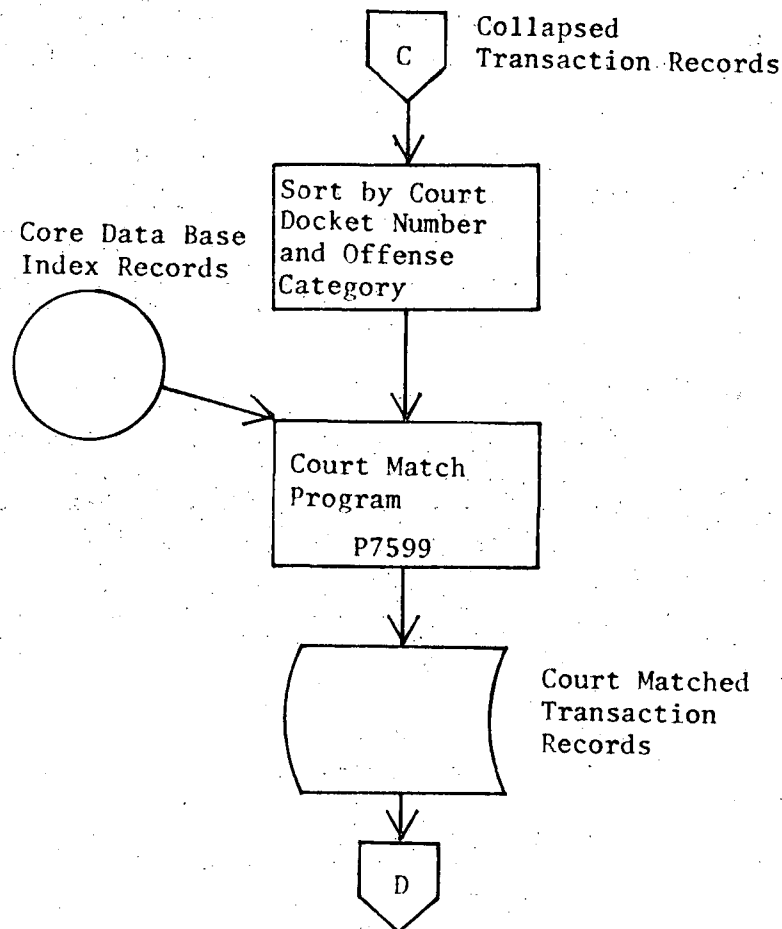 C
Collapsed
Transaction Records
Sort by Court
Docket Number
and Offense
Category
Core Data Base
Index Records
Court Match
Program
P7599
Court Matched
Transaction
Records
D